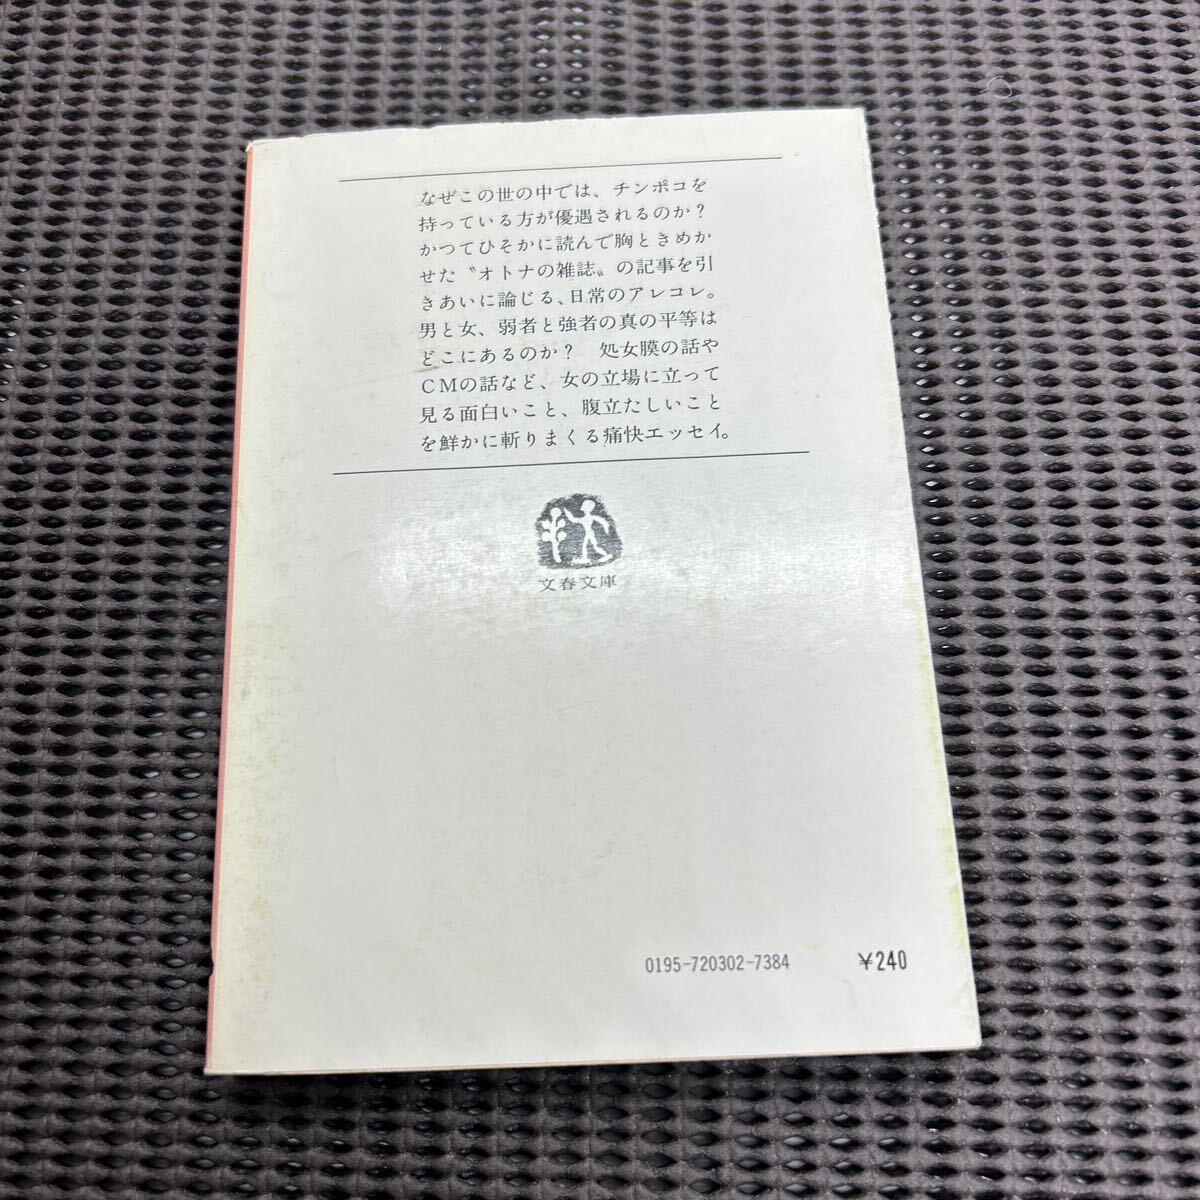 なぜこの世の中では、チンポコを
持っている方が優遇されるのか?
かつてひそかに読んで胸ときめか
せた〝オトナの雑誌〟の記事を引
きあいに論じる、日常のアレコレ。
男と女、弱者と強者の真の平等は
どこにあるのか? 処女膜の話や
CMの話など、女の立場に立って
見る面白いこと、腹立たしいこと
を鮮かに斬りまくる痛快エッセイ。
文春文庫
0195-720302-7384 ¥240